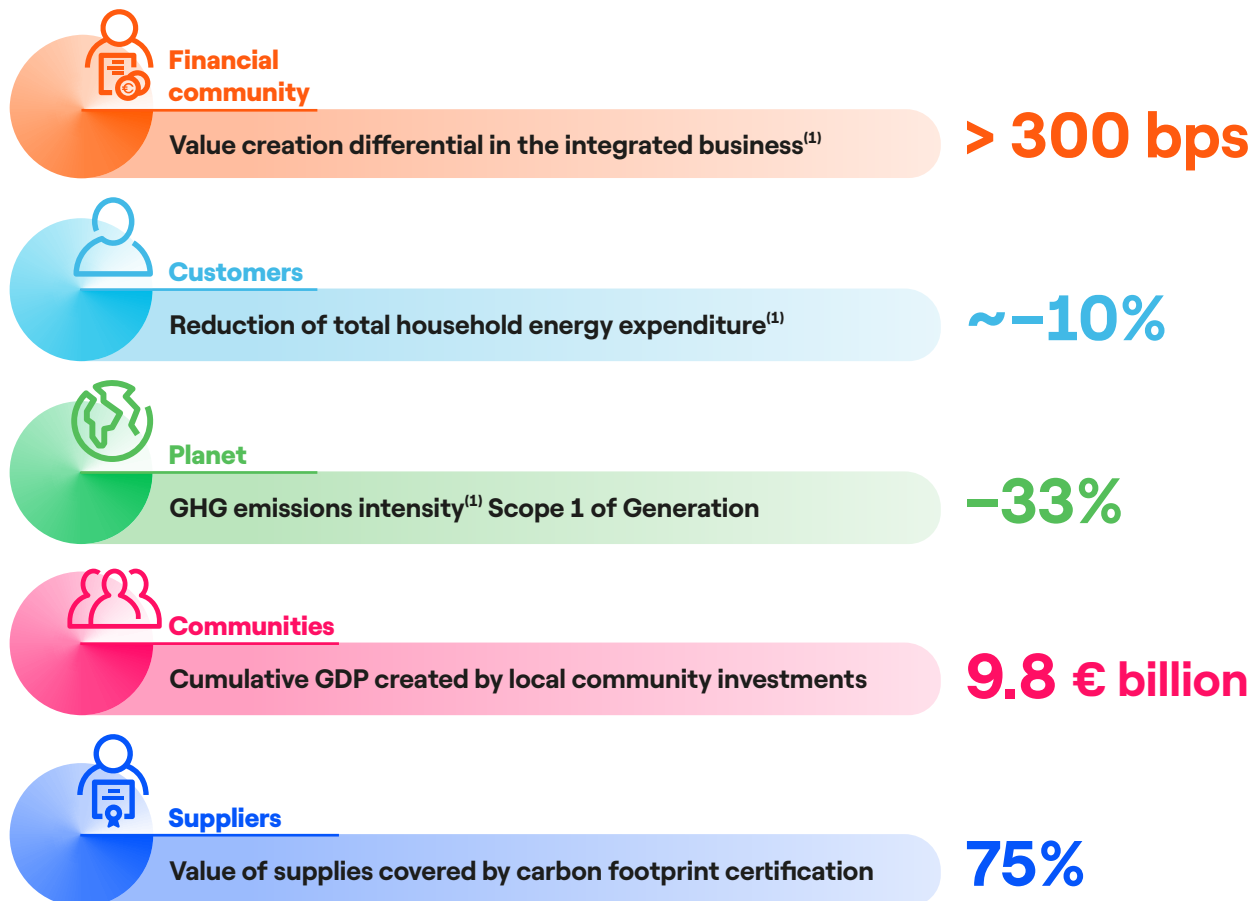 Financial
community
Value creation differential in the integrated business(1)
> 300 bps
Customers
Reduction of total household energy expenditure(1)
~–10%
Planet
GHG emissions intensity(1) Scope 1 of Generation
–33%
Communities
Cumulative GDP created by local community investments
9.8 € billion
Suppliers
Value of supplies covered by carbon footprint certification
75%